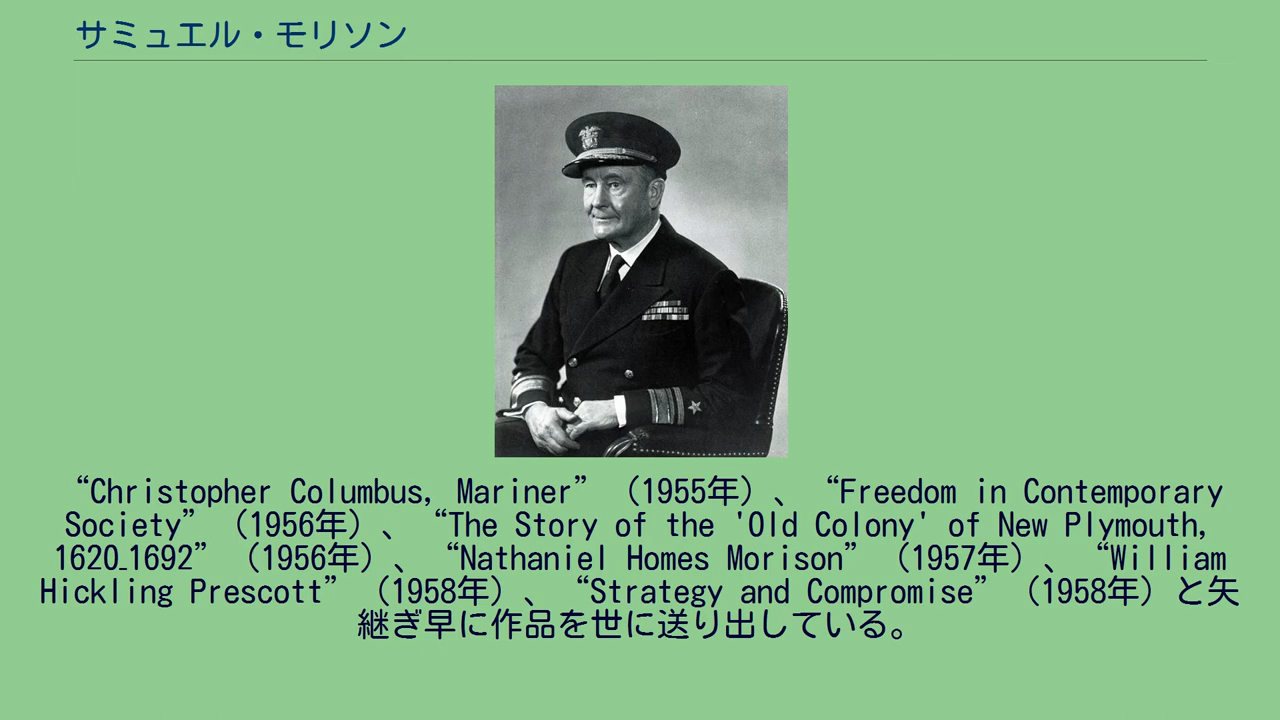 サミュエル・モリソン
“Christopher Columbus, Mariner” （1955年）、 “Freedom in Contemporary
Society” （1956年）、 “The Story of the 'Old Colony' of New Plymouth,
1620_1692” （1956年）、 “Nathaniel Homes Morison” （1957年）、 “William
Hickling Prescott” （1958年）、 “Strategy and Compromise” （1958年）と矢
継ぎ早に作品を世に送り出している。